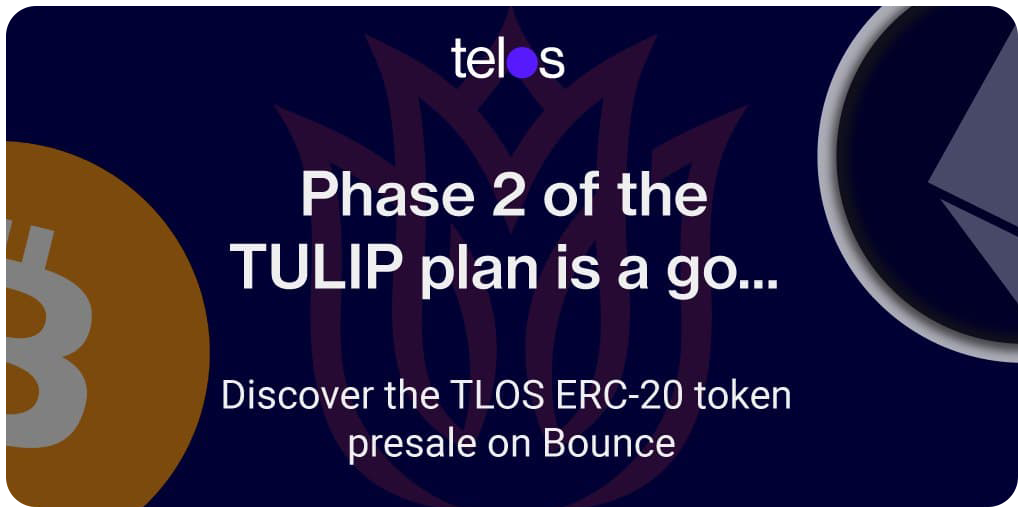 telos
Phase 2 of the
TULIP plan is a go...
Discover the TLOS ERC-20 token
presale on Bounce